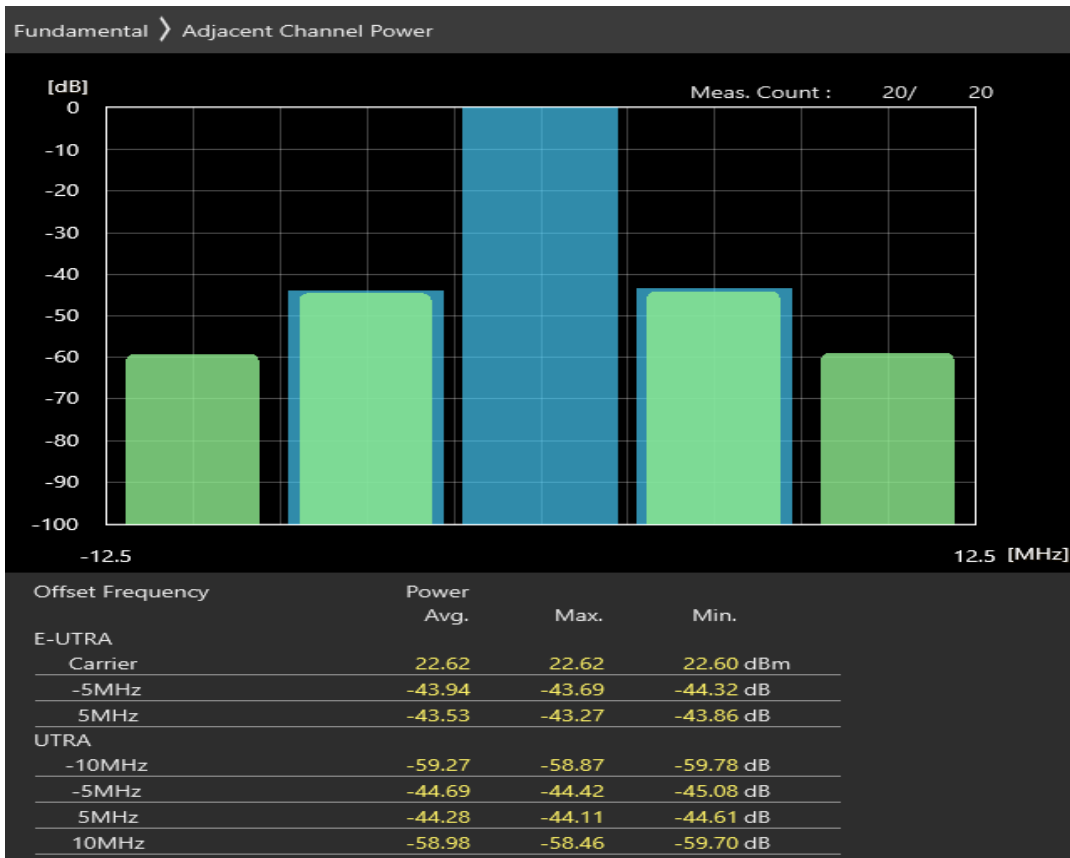 Fundamental 〉 Adjacent Channel Power
[dB]
Meas. Count : 20/ 20
0
-10
-20
-30
-40
-50
-60
-70
-80
-90
-100
-12.5 12.5 [MHz]
Offset Frequency Power
Avg. Max. Min.
E-UTRA
Carrier 22.62 22.62 22.60 dBm
-5MHz -43.94 -43.69 -44.32 dB
5MHz -43.53 -43.27 -43.86 dB
UTRA
-10MHz -59.27 -58.87 -59.78 dB
-5MHz -44.69 -44.42 -45.08 dB
5MHz -44.28 -44.11 -44.61 dB
10MHz -58.98 -58.46 -59.70 dB